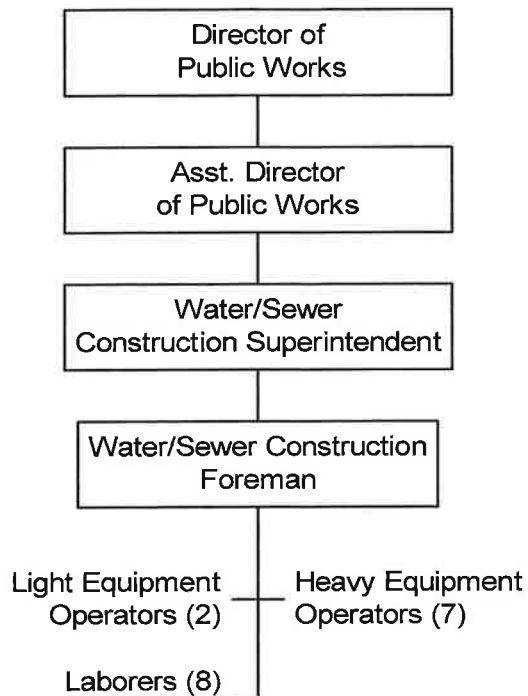 Director of
Public Works
Asst. Director
of Public Works
Water/Sewer
Construction Superintendent
Water/Sewer Construction
Foreman
Light Equipment
Operators (2)
Heavy Equipment
Operators (7)
Laborers (8)